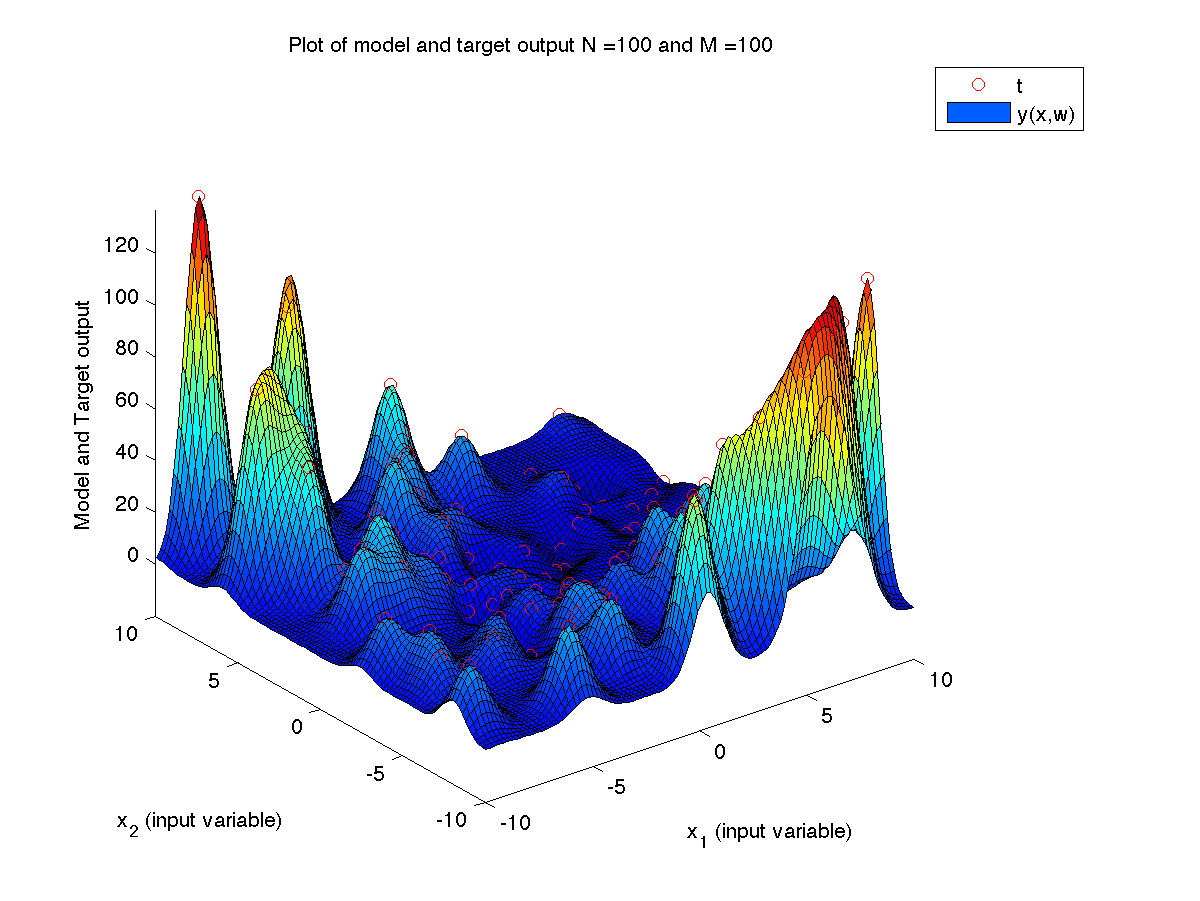 Plot of model and target output N =100 and M =100
t
y(x,w)
Model and Target output
120
100
80
60
40
20
0
10
5
0
-5
-10
x2 (input variable)
-10
-5
0
5
10
x1 (input variable)